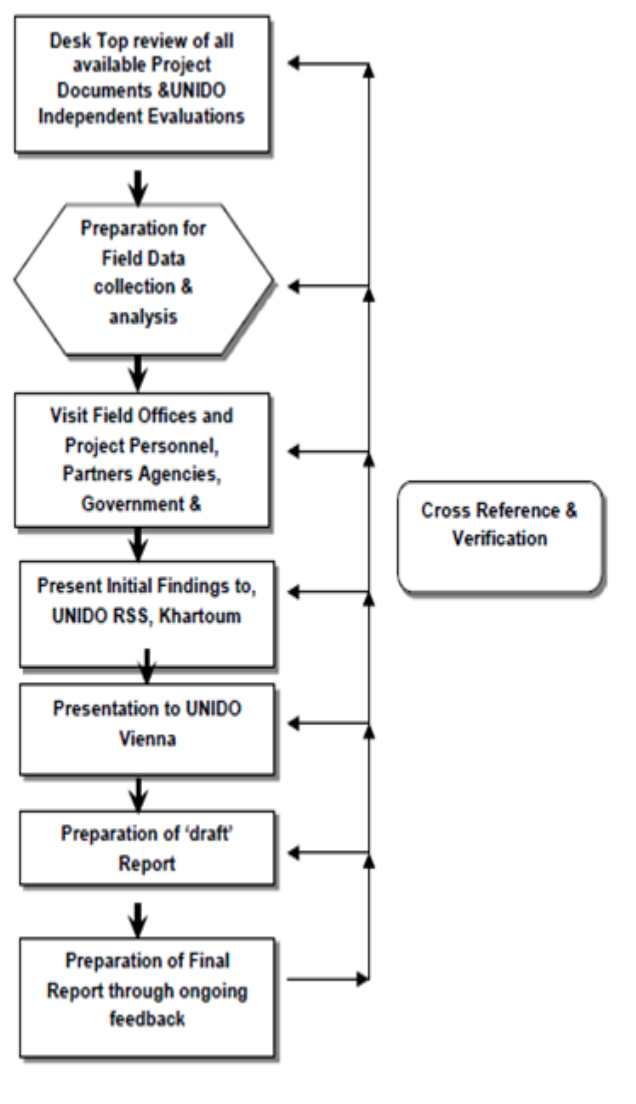 Desk Top review of all
available Project
Documents &UNIDO
Independent Evaluations
Preparation for
Field Data
collection &
analysis
Visit Field Offices and
Project Personnel,
Partners Agencies,
Government &
Cross Reference &
Verification
Present Initial Findings to,
UNIDO RSS, Khartoum
Presentation to UNIDO
Vienna
Preparation of ‘draft’
Report
Preparation of Final
Report through ongoing
feedback